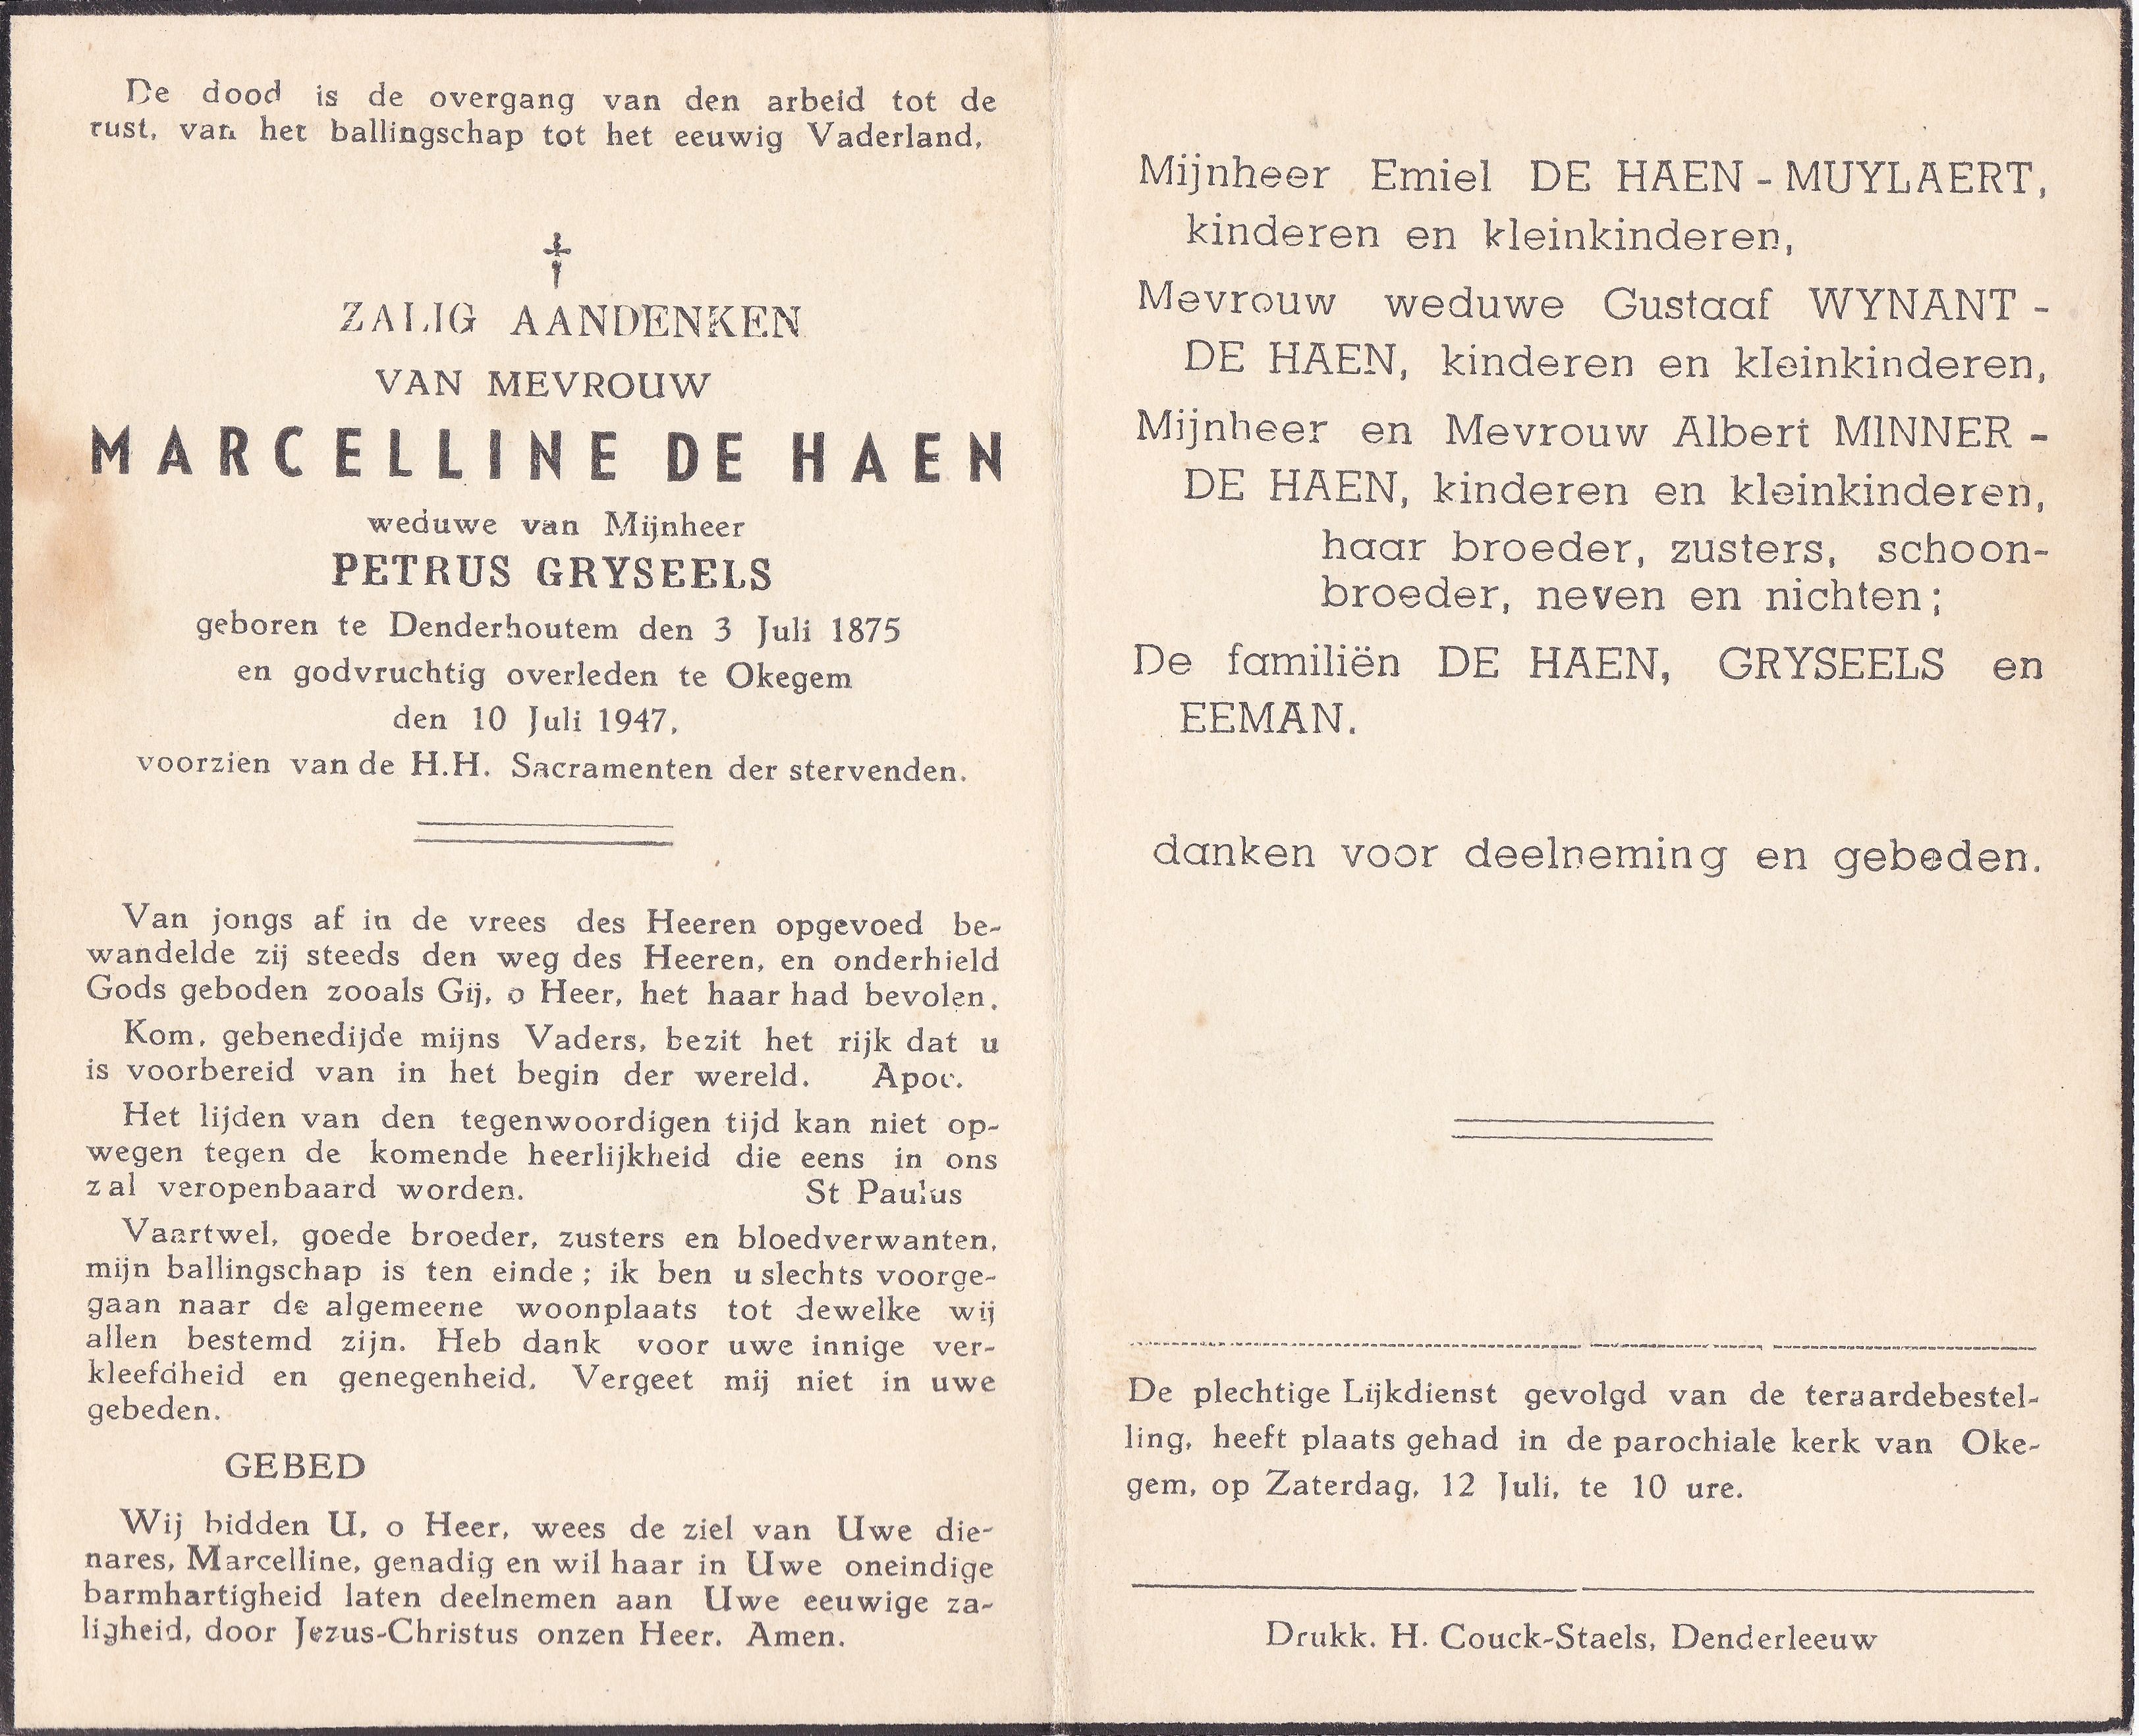 De dood is de overgang van den arbeid tot de
rust, van het ballingschap tot het eeuwig Vaderland,
ZALIG AANDENKEN
VAN MEVROUW
MARCELLINE DE HAEN
weduwe van Mijnheer
PETRUS GRYSEELS
geboren te Denderhoutem den 3 Juli 1875
en godvruchtig overleden te Okegem
den 10 Juli 1947,
voorzien van de H.H. Sacramenten der stervenden.
Van jongs af in de vrees des Heeren opgevoed be-
wandelde zij steeds den weg des Heeren, en onderhield
Gods geboden zooals Gij, o Heer, het haar had bevolen.
Kom, gebenedijde mijns Vaders, bezit het rijk dat u
is voorbereid van in het begin der wereld. Apoc.
Het lijden van den tegenwoordigen tijd kan niet op-
wegen tegen de komende heerlijkheid die eens in ons
zal veropenbaard worden. St Paulus
Vaartwel, goede broeder, zusters en bloedverwanten,
mijn ballingschap is ten einde ; ik ben u slechts voorge-
gaan naar de algemeene woonplaats tot dewelke wij
allen bestemd zijn. Heb dank voor uwe innige ver-
kleefdheid en genegenheid. Vergeet mij niet in uwe
gebeden.
GEBED
Wij bidden U, o Heer, wees de ziel van Uwe die-
nares, Marcelline, genadig en wil haar in Uwe oneindige
barmhartigheid laten deelnemen aan Uwe eeuwige za-
ligheid, door Jezus-Christus onzen Heer. Amen.
Mijnheer Emiel DE HAEN - MUYLAERT,
kinderen en kleinkinderen,
Mevrouw weduwe Gustaaf WYNANT -
DE HAEN, kinderen en kleinkinderen,
Mijnheer en Mevrouw Albert MINNER -
DE HAEN, kinderen en kleinkinderen,
haar broeder, zusters, schoon-
broeder, neven en nichten ;
De familiën DE HAEN, GRYSEELS en
EEMAN.
danken voor deelneming en gebeden.
De plechtige Lijkdienst gevolgd van de teraardebestel-
ling, heeft plaats gehad in de parochiale kerk van Oke-
gem, op Zaterdag, 12 Juli, te 10 ure.
Drukk. H. Couck-Staels, Denderleeuw